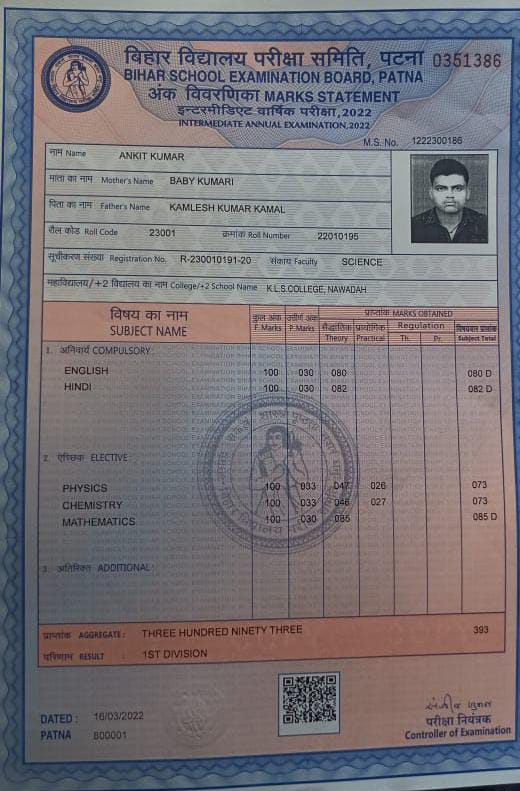 बिहार विद्यालय परीक्षा समिति, पटना 0351386
BIHAR SCHOOL EXAMINATION BOARD, PATNA
अंक विवरणिका MARKS STATEMENT
इन्टरमीडिएट वार्षिक परीक्षा,2022
INTERMEDIATE ANNUAL EXAMINATION,2022
M.S. No. 1222300186
नाम Name ANKIT KUMAR
माता का नाम Mother's Name BABY KUMARI
पिता का नाम Father's Name KAMLESH KUMAR KAMAL
रौल कोड Roll Code 23001 क्रमांक Roll Number 22010195
सूचीकरण संख्या Registration No. R-230010191-20 संकाय Faculty SCIENCE
महाविद्यालय/+2 विद्यालय का नाम College/+2 School Name K.L.S.COLLEGE, NAWADAH
विषय का नाम कुल अंक उत्तीर्ण अंक प्राप्तांक MARKS OBTAINED
SUBJECT NAME F. Marks P. Marks सैद्धांतिक प्रायोगिक Regulation विषयवार प्राप्तांक
Theory Practical Th. Pr. Subject Total
1. अनिवार्य COMPULSORY :
ENGLISH 100 030 080 080 D
HINDI 100 030 082 082 D
2. ऐच्छिक ELECTIVE :
PHYSICS 100 033 047 026 073
CHEMISTRY 100 033 046 027 073
MATHEMATICS 100 030 085 085 D
3. अतिरिक्त ADDITIONAL :
प्राप्तांक AGGREGATE : THREE HUNDRED NINETY THREE 393
परिणाम RESULT : 1ST DIVISION
DATED : 16/03/2022
PATNA 800001
परीक्षा नियंत्रक
Controller of Examination